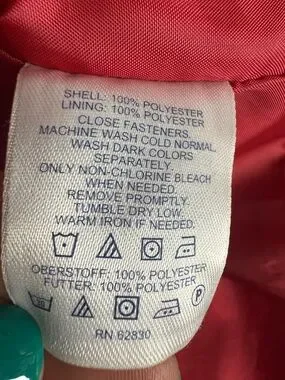 SHELL: 100% POLYESTER
LINING: 100% POLYESTER
CLOSE FASTENERS.
MACHINE WASH COLD NORMAL.
WASH DARK COLORS
SEPARATELY.
ONLY NON-CHLORINE BLEACH
WHEN NEEDED.
REMOVE PROMPTLY.
TUMBLE DRY LOW.
WARM IRON IF NEEDED.
OBERSTOFF: 100% POLYESTER
FUTTER: 100% POLYESTER
P
RN 62830